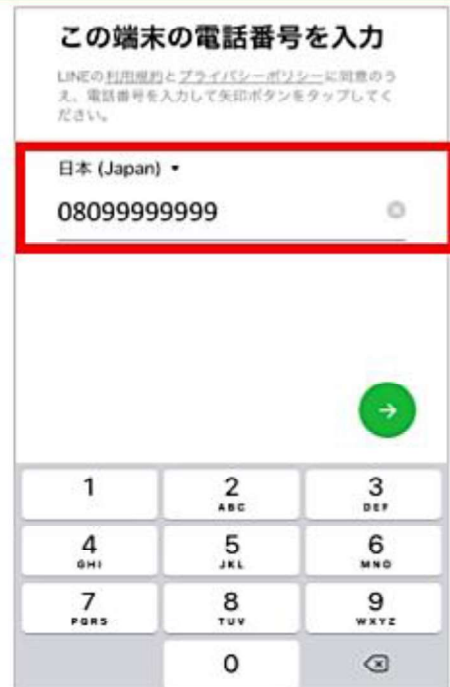 この端末の電話番号を入力
LINEの利用規約とプライバシーポリシーに同意のう
え、電話番号を入力して矢印ボタンをタップしてく
ださい。
日本 (Japan)
08099999999
1 2 3
ABC DEF
4 5 6
GHI JKL MNO
7 8 9
PQRS TUV WXYZ
0